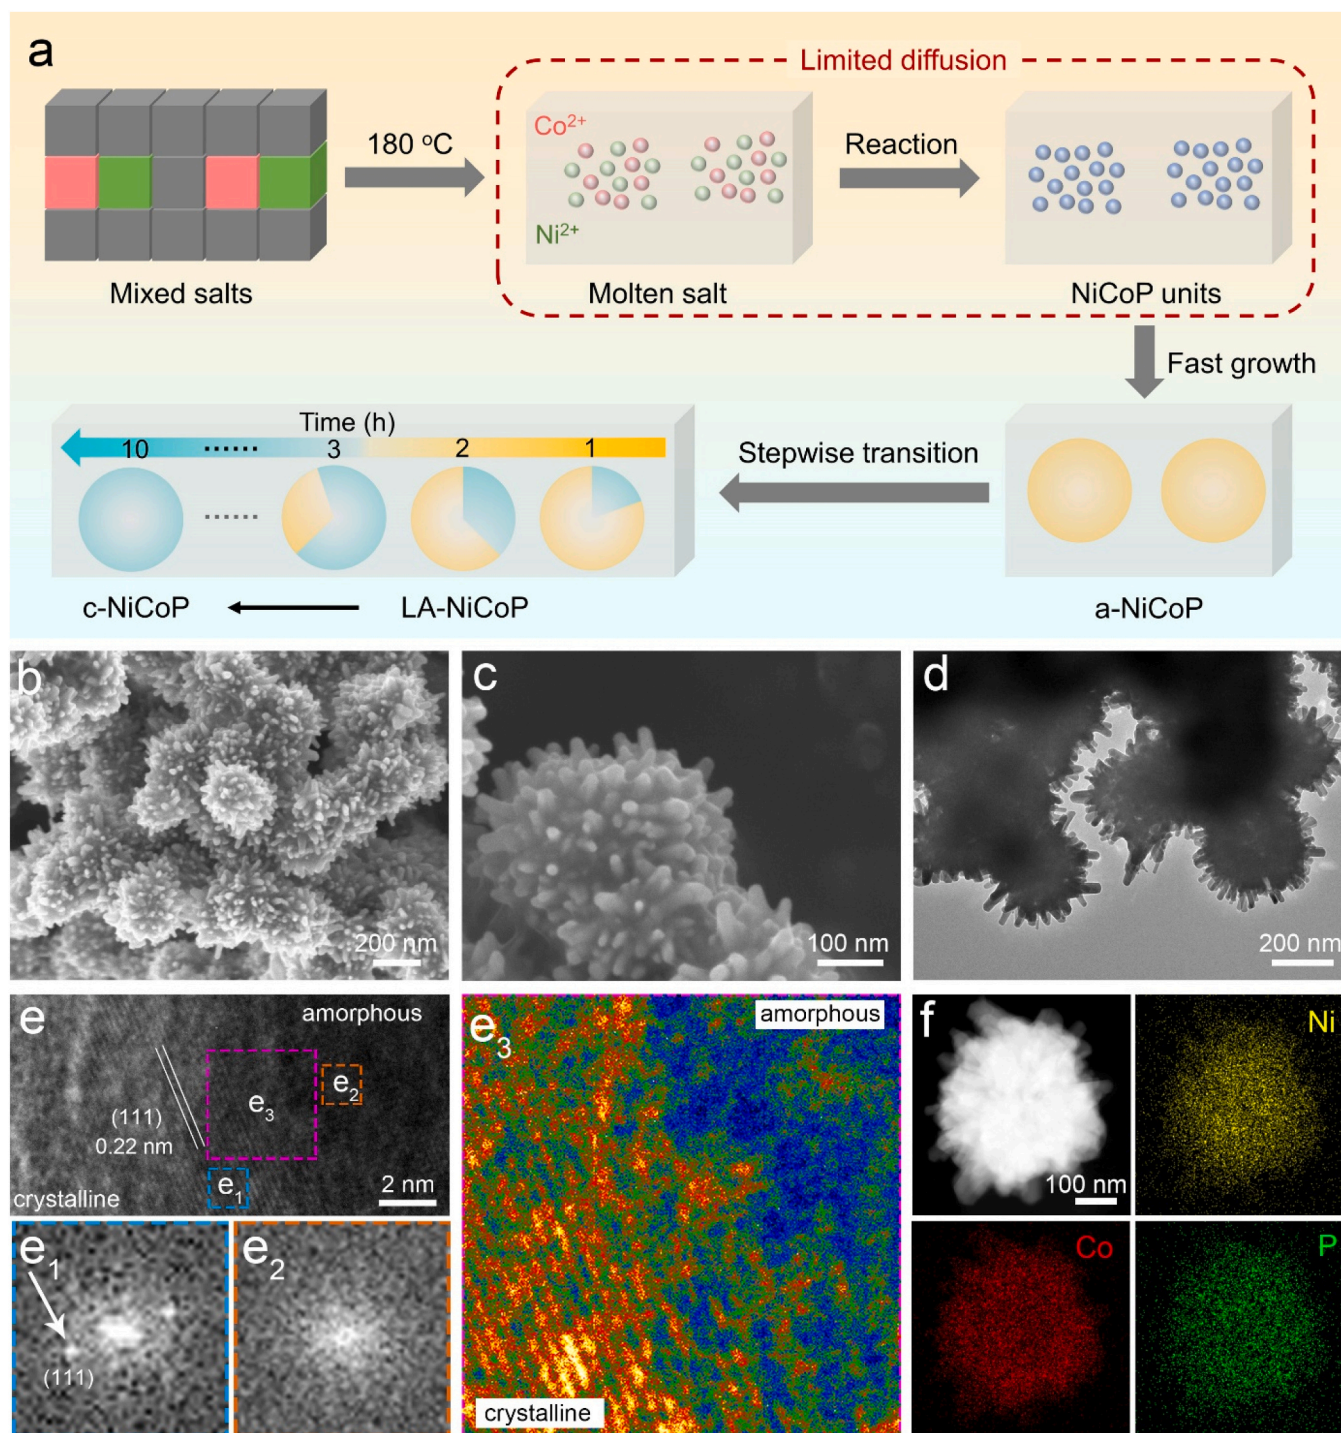 a
Limited diffusion
180 °C
Co²⁺
Ni²⁺
Reaction
Mixed salts
Molten salt
NiCoP units
Fast growth
Time (h)
10 ...... 3 2 1
......
Stepwise transition
c-NiCoP
LA-NiCoP
a-NiCoP
b
200 nm
c
100 nm
d
200 nm
e
amorphous
(111)
0.22 nm
e₃
e₂
e₁
crystalline
2 nm
e₁
(111)
e₂
e₃
amorphous
crystalline
f
100 nm
Ni
Co
P